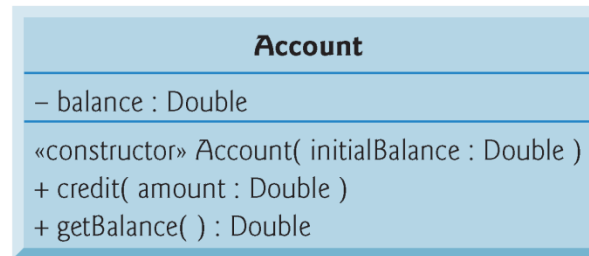 Account
– balance : Double
«constructor» Account( initialBalance : Double )
+ credit( amount : Double )
+ getBalance( ) : Double